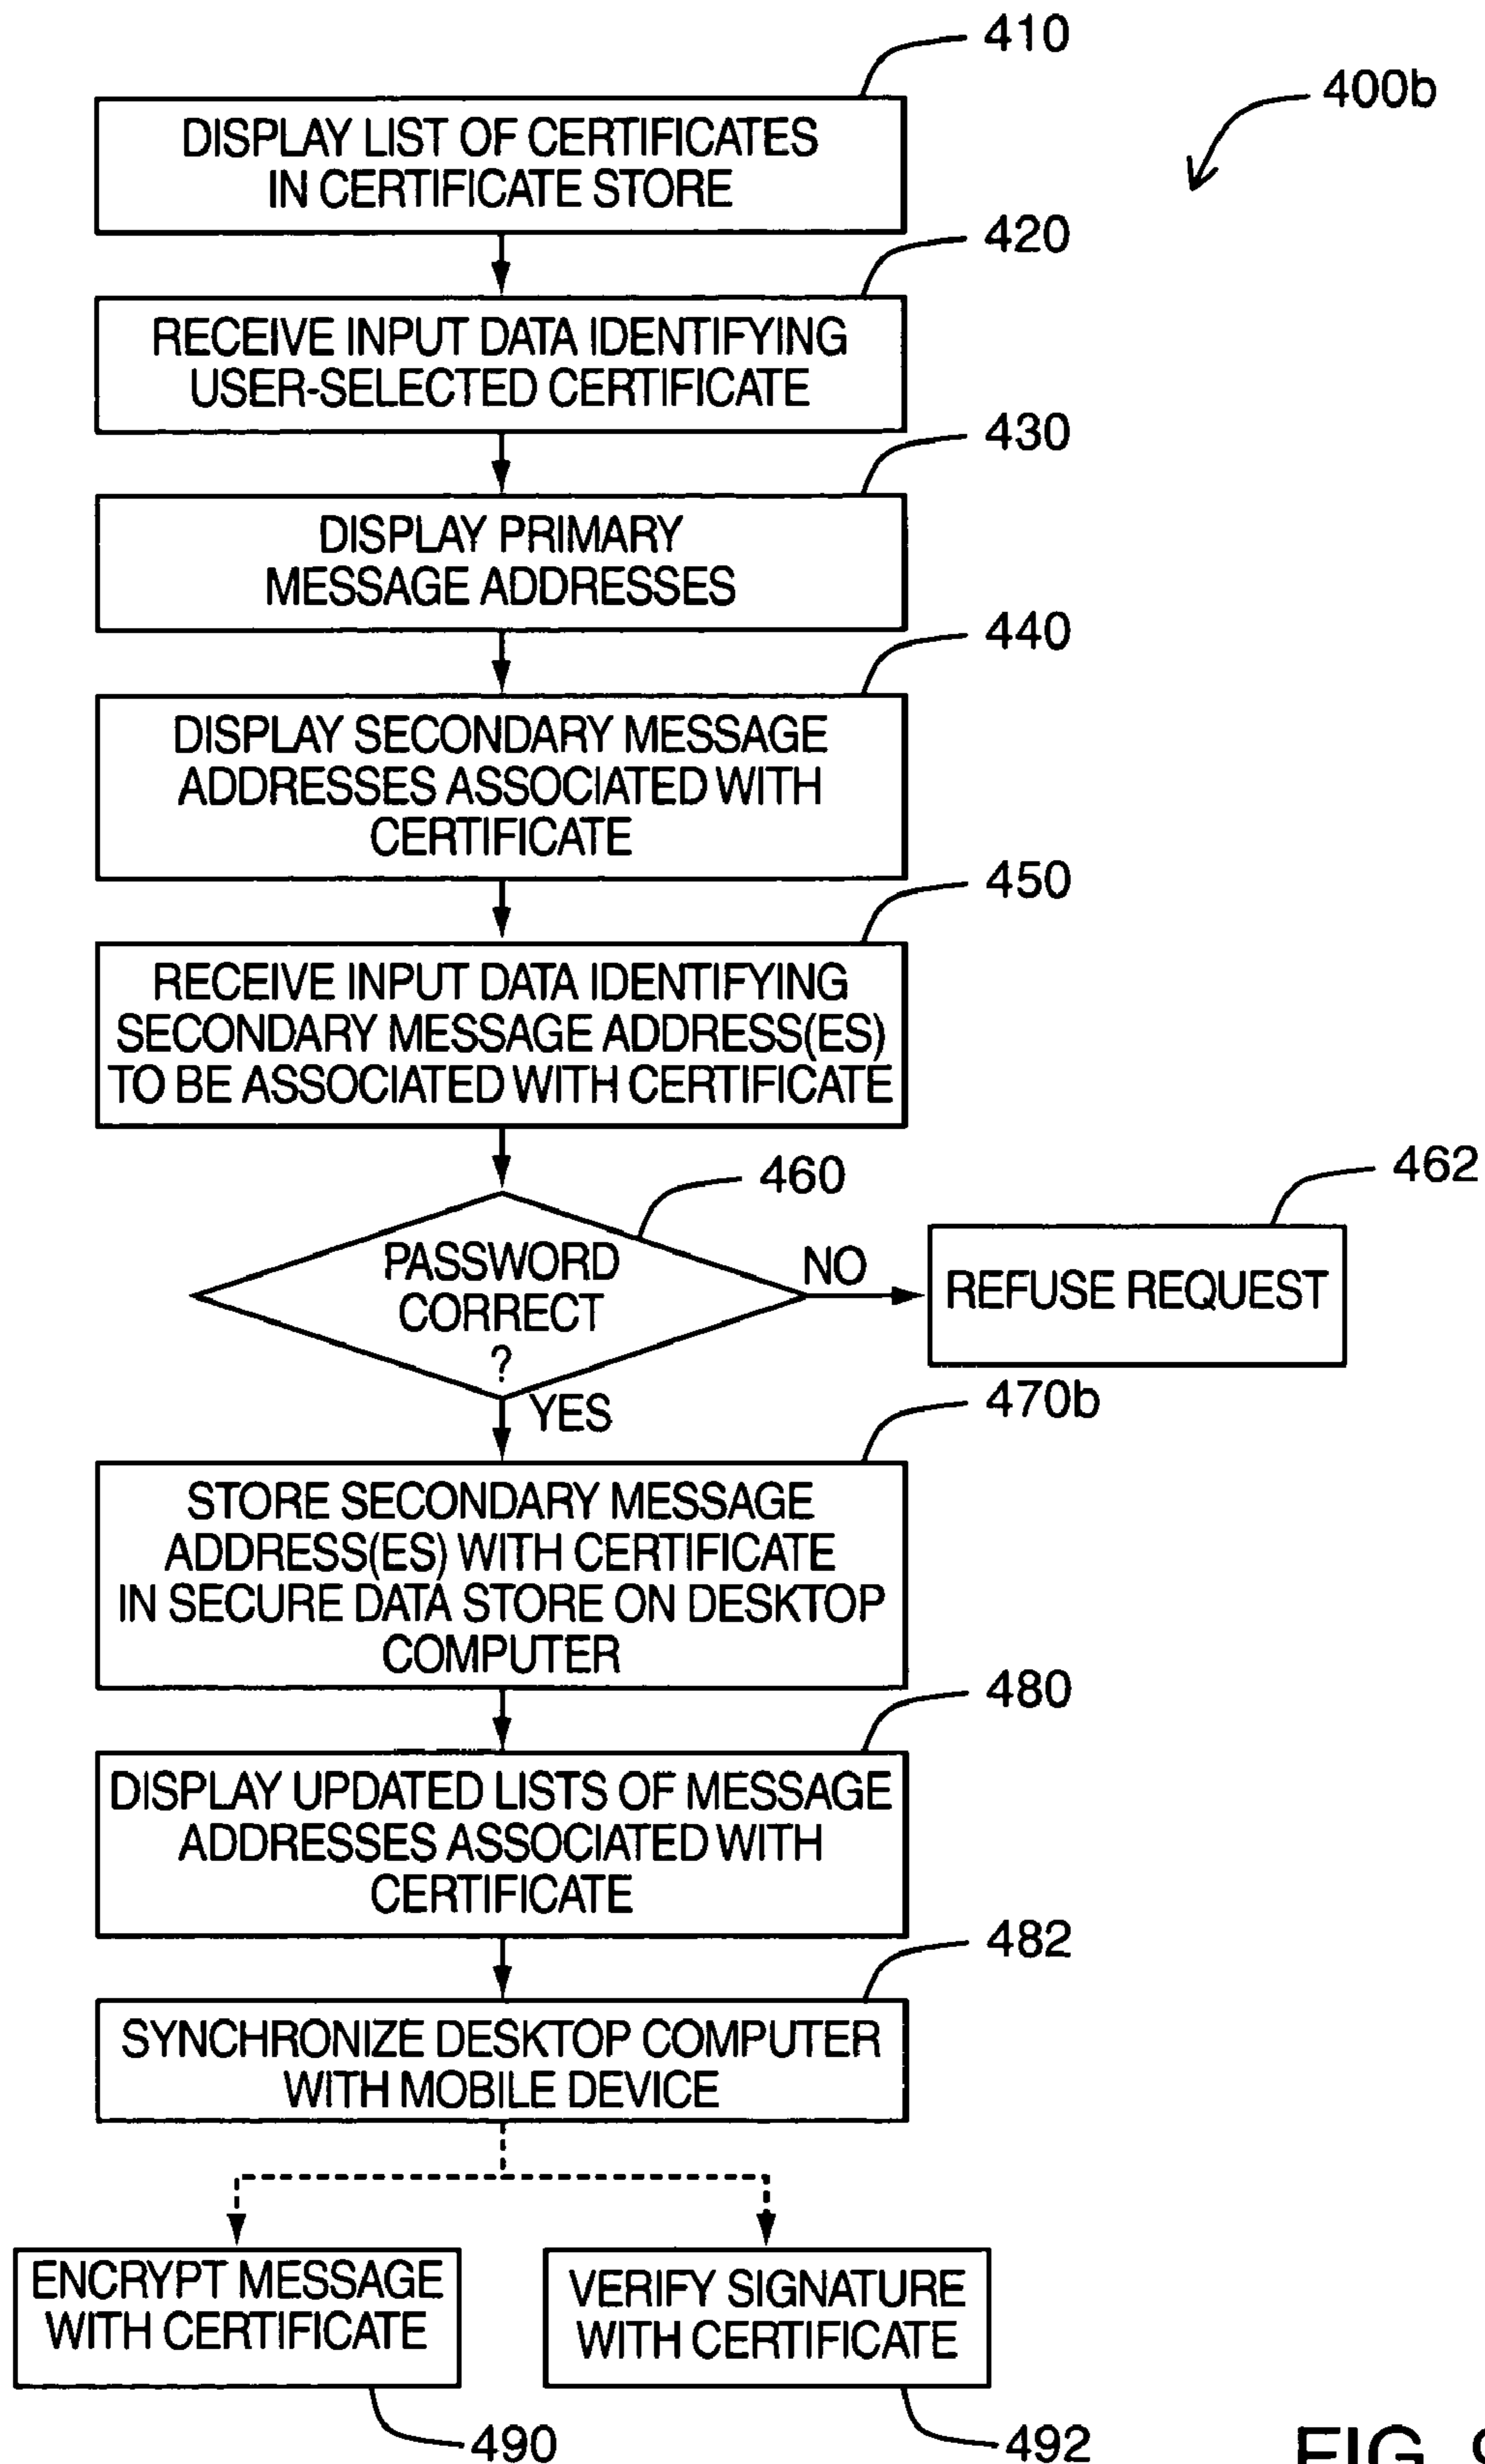 410
400b
DISPLAY LIST OF CERTIFICATES
IN CERTIFICATE STORE
420
RECEIVE INPUT DATA IDENTIFYING
USER-SELECTED CERTIFICATE
430
DISPLAY PRIMARY
MESSAGE ADDRESSES
440
DISPLAY SECONDARY MESSAGE
ADDRESSES ASSOCIATED WITH
CERTIFICATE
450
RECEIVE INPUT DATA IDENTIFYING
SECONDARY MESSAGE ADDRESS(ES)
TO BE ASSOCIATED WITH CERTIFICATE
460
462
PASSWORD
CORRECT
?
NO
REFUSE REQUEST
YES
470b
STORE SECONDARY MESSAGE
ADDRESS(ES) WITH CERTIFICATE
IN SECURE DATA STORE ON DESKTOP
COMPUTER
480
DISPLAY UPDATED LISTS OF MESSAGE
ADDRESSES ASSOCIATED WITH
CERTIFICATE
482
SYNCHRONIZE DESKTOP COMPUTER
WITH MOBILE DEVICE
ENCRYPT MESSAGE
WITH CERTIFICATE
VERIFY SIGNATURE
WITH CERTIFICATE
490
492
FIG.